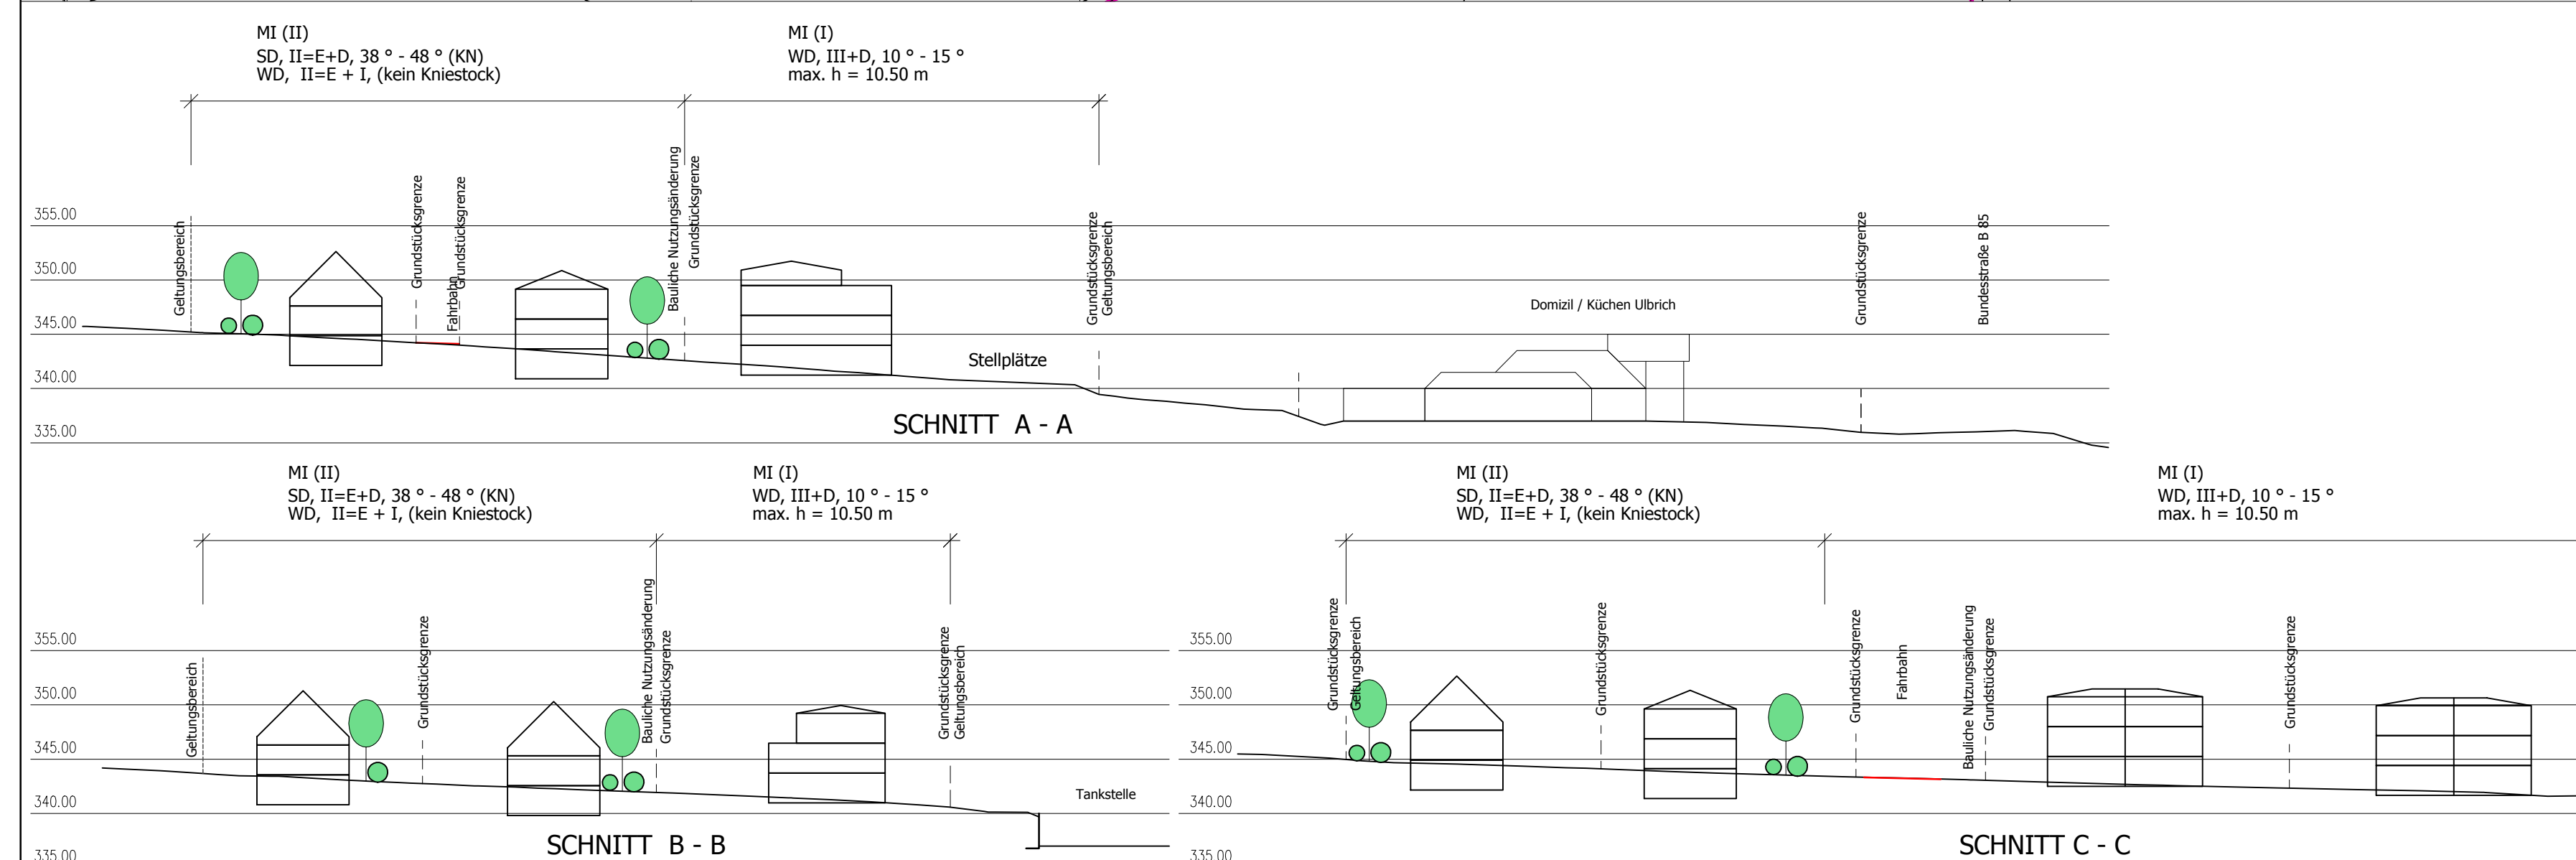 MI (II)
SD, II=E+D, 38 ° - 48 ° (KN)
WD, II=E + I, (kein Kniestock)
MI (I)
WD, III+D, 10 ° - 15 °
max. h = 10.50 m
355.00
350.00
345.00
340.00
335.00
Geltungsbereich
Grundstücksgrenze
Fahrbahn
Grundstücksgrenze
Bauliche Nutzungsänderung
Grundstücksgrenze
Stellplätze
Grundstücksgrenze
Geltungsbereich
Domizil / Küchen Ulbrich
Grundstücksgrenze
Bundesstraße B 85
SCHNITT A - A
MI (II)
SD, II=E+D, 38 ° - 48 ° (KN)
WD, II=E + I, (kein Kniestock)
MI (I)
WD, III+D, 10 ° - 15 °
max. h = 10.50 m
355.00
350.00
345.00
340.00
335.00
Geltungsbereich
Grundstücksgrenze
Bauliche Nutzungsänderung
Grundstücksgrenze
Grundstücksgrenze
Geltungsbereich
Tankstelle
SCHNITT B - B
MI (II)
SD, II=E+D, 38 ° - 48 ° (KN)
WD, II=E + I, (kein Kniestock)
MI (I)
WD, III+D, 10 ° - 15 °
max. h = 10.50 m
355.00
350.00
345.00
340.00
335.00
Grundstücksgrenze
Geltungsbereich
Grundstücksgrenze
Grundstücksgrenze
Fahrbahn
Bauliche Nutzungsänderung
Grundstücksgrenze
Grundstücksgrenze
SCHNITT C - C